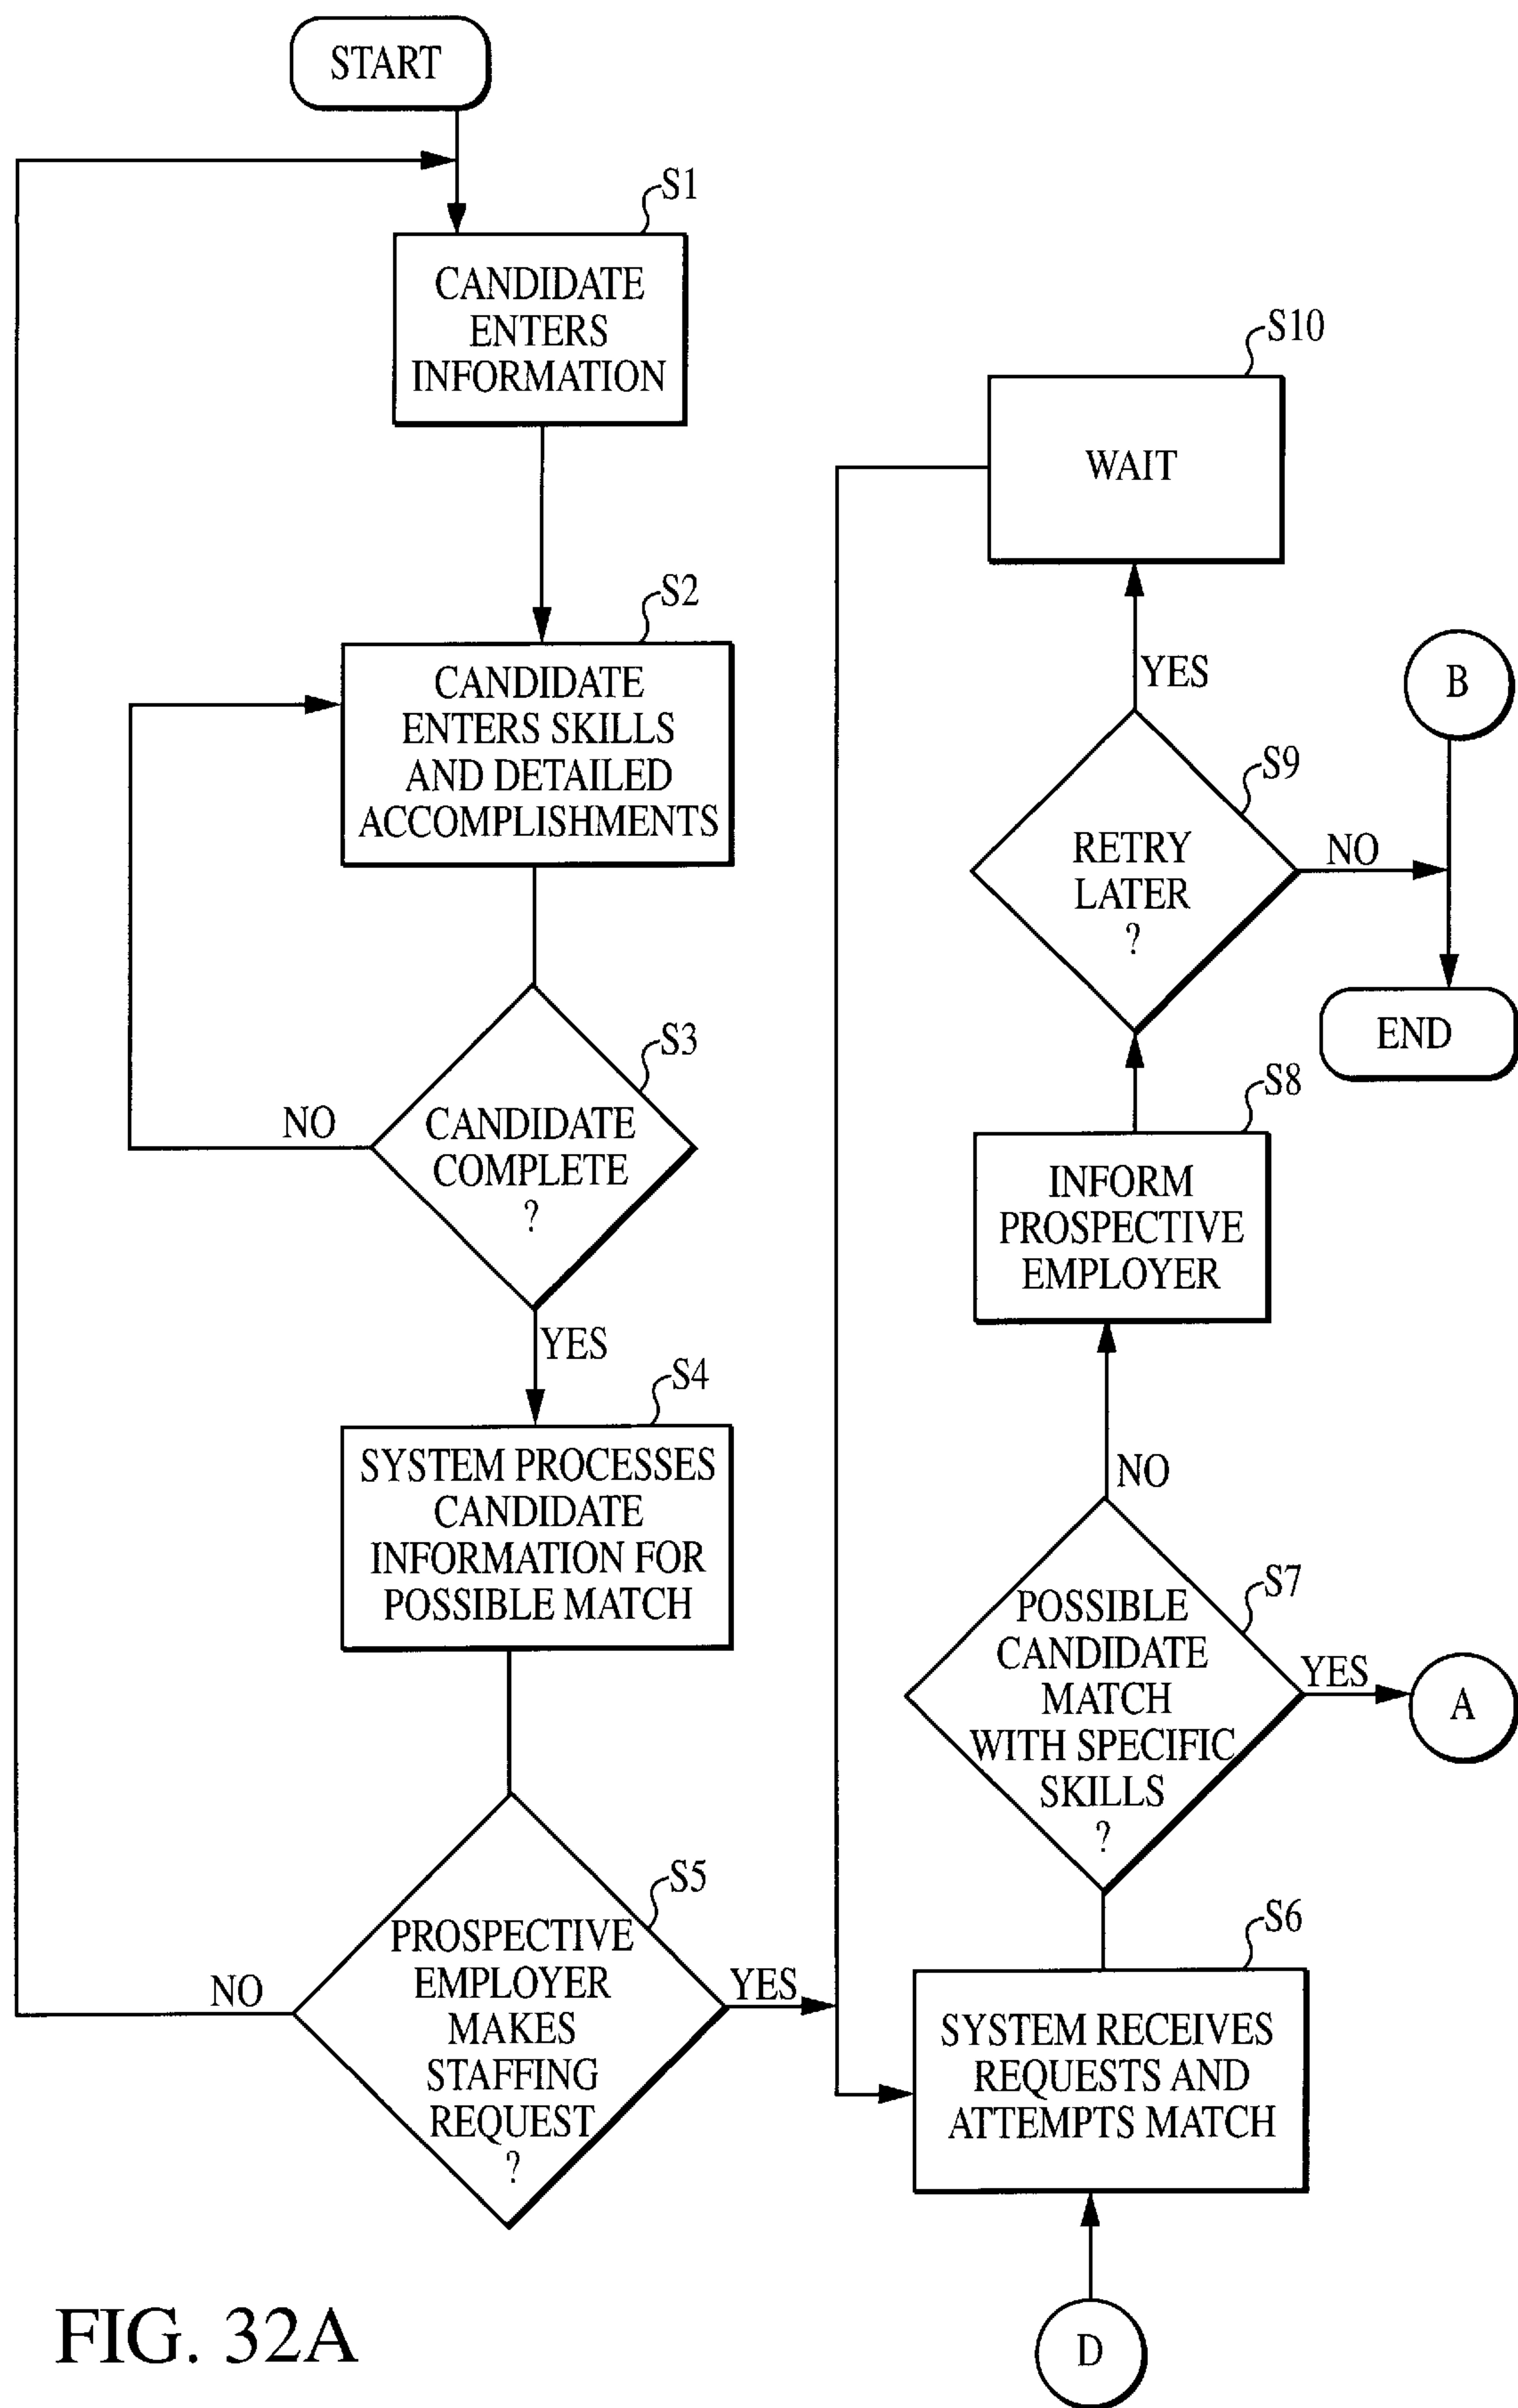 START
S1
CANDIDATE
ENTERS
INFORMATION
S2
CANDIDATE
ENTERS SKILLS
AND DETAILED
ACCOMPLISHMENTS
S3
CANDIDATE
COMPLETE
?
NO
YES
S4
SYSTEM PROCESSES
CANDIDATE
INFORMATION FOR
POSSIBLE MATCH
S5
PROSPECTIVE
EMPLOYER
MAKES
STAFFING
REQUEST
?
NO
YES
S10
WAIT
YES
B
S9
RETRY
LATER
?
NO
END
S8
INFORM
PROSPECTIVE
EMPLOYER
NO
S7
POSSIBLE
CANDIDATE
MATCH
WITH SPECIFIC
SKILLS
?
YES
A
S6
SYSTEM RECEIVES
REQUESTS AND
ATTEMPTS MATCH
D
FIG. 32A